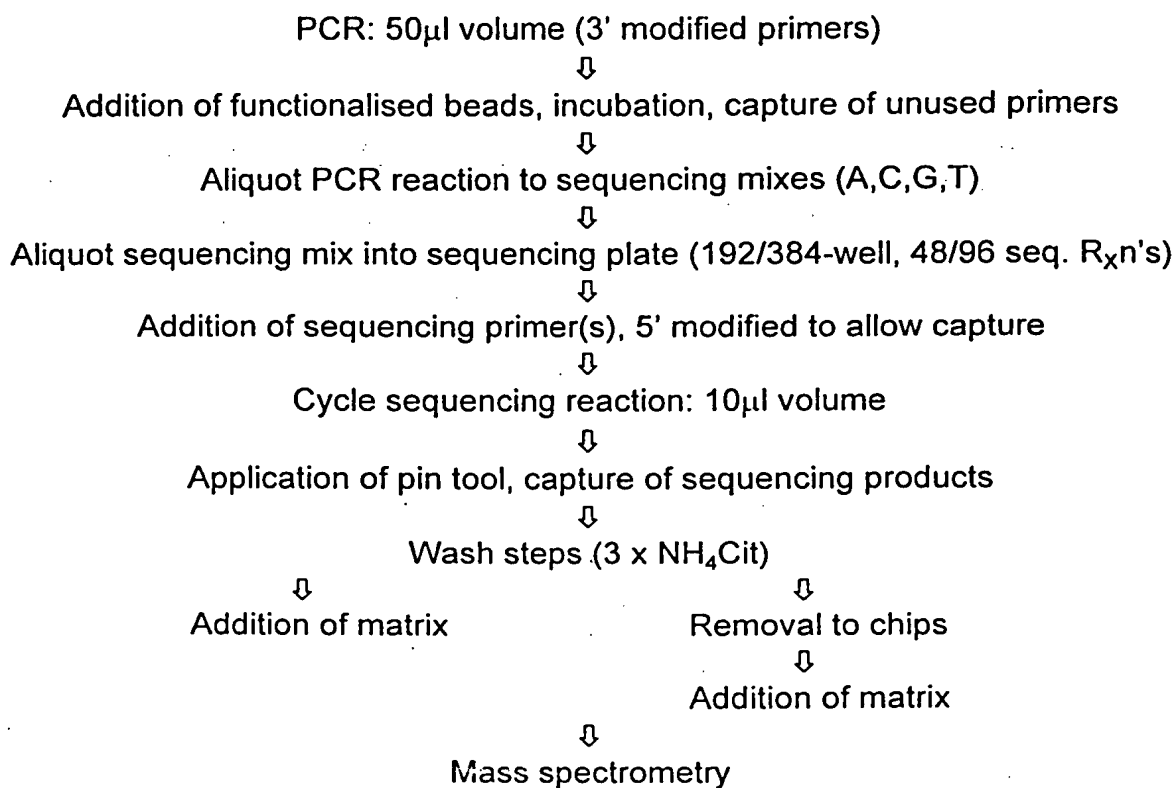 PCR: 50µl volume (3' modified primers)
⇩
Addition of functionalised beads, incubation, capture of unused primers
⇩
Aliquot PCR reaction to sequencing mixes (A,C,G,T)
⇩
Aliquot sequencing mix into sequencing plate (192/384-well, 48/96 seq. RXn's)
⇩
Addition of sequencing primer(s), 5' modified to allow capture
⇩
Cycle sequencing reaction: 10µl volume
⇩
Application of pin tool, capture of sequencing products
⇩
Wash steps (3 x NH4Cit)
⇩ ⇩
Addition of matrix Removal to chips
⇩
Addition of matrix
⇩
Mass spectrometry